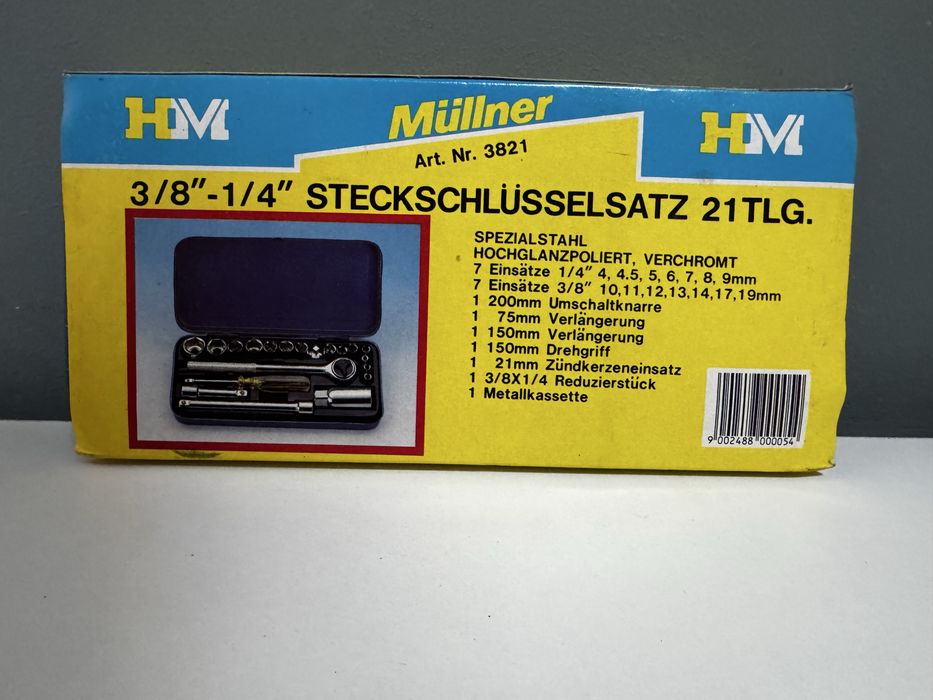 HM
Müllner
HM
Art. Nr. 3821
3/8"-1/4" STECKSCHLÜSSELSATZ 21TLG.
SPEZIALSTAHL
HOCHGLANZPOLIERT, VERCHROMT
7 Einsätze 1/4" 4, 4.5, 5, 6, 7, 8, 9mm
7 Einsätze 3/8" 10,11,12,13,14,17,19mm
1 200mm Umschaltknarre
1 75mm Verlängerung
1 150mm Verlängerung
1 150mm Drehgriff
1 21mm Zündkerzeneinsatz
1 3/8X1/4 Reduzierstück
1 Metallkassette
9 002488 000054